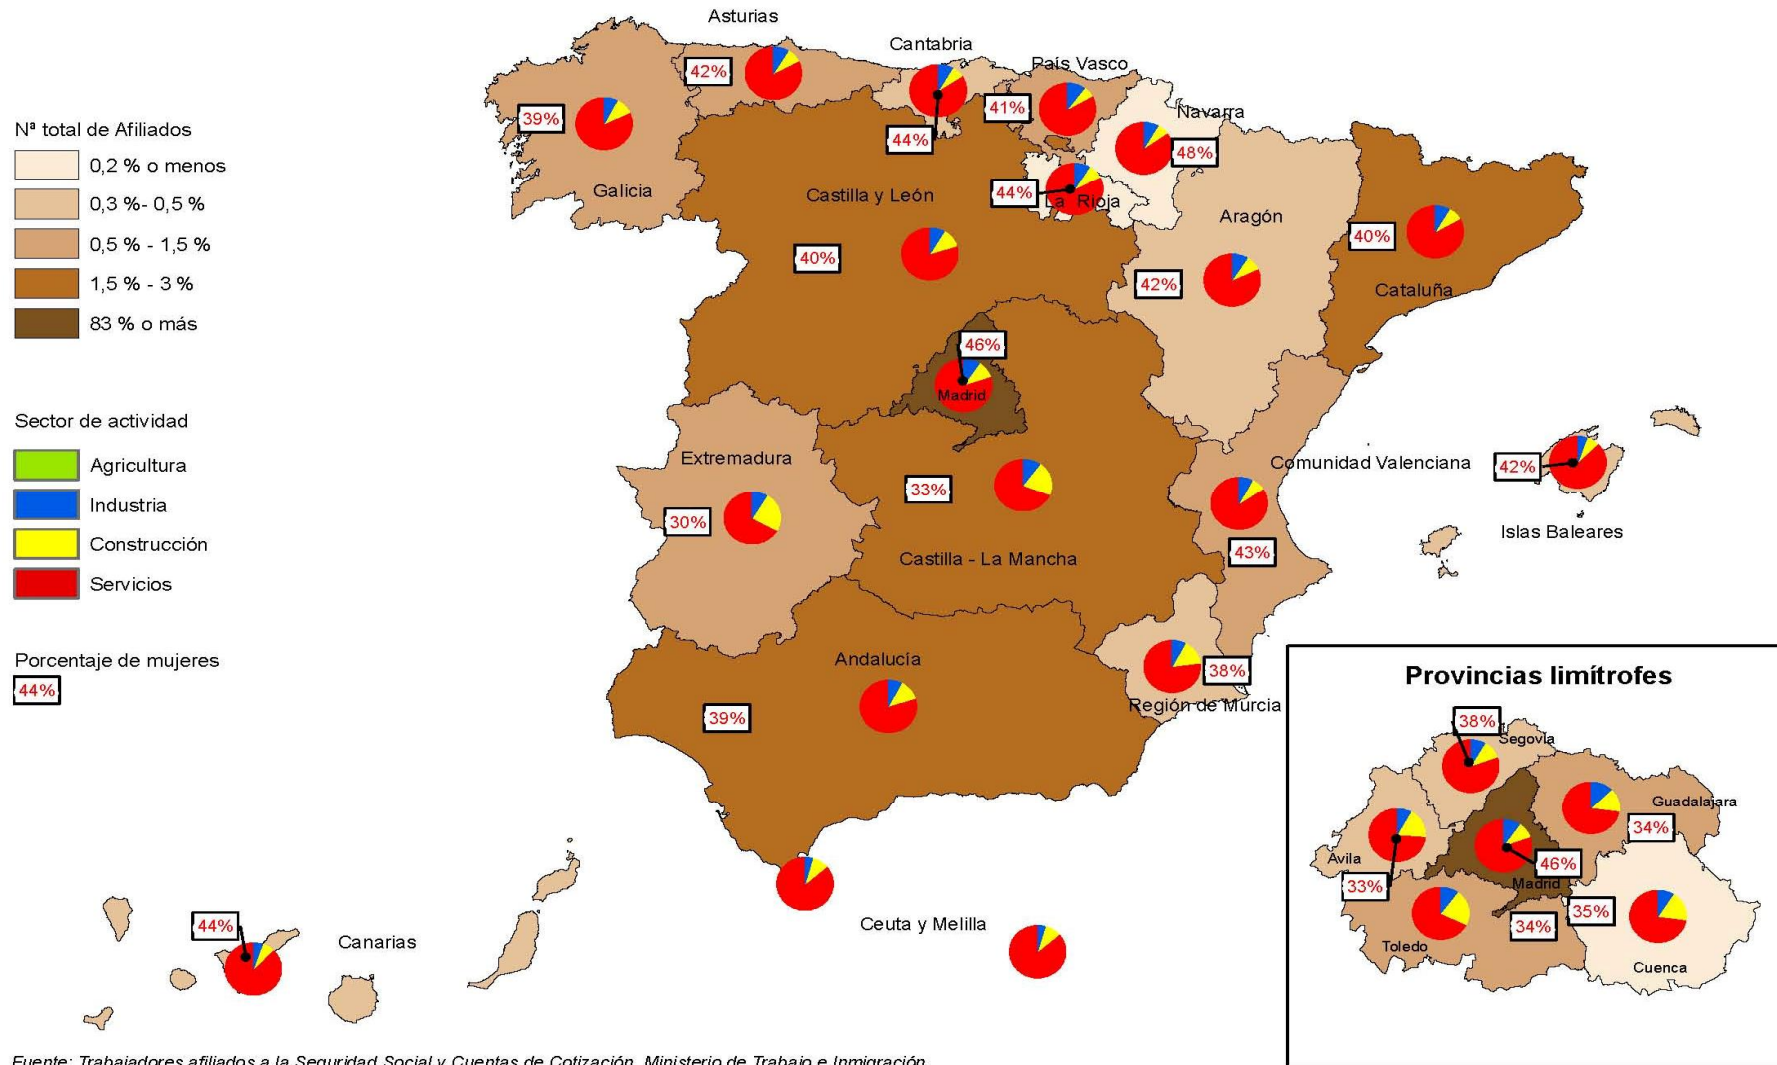 Asturias
Cantabria
País Vasco
42%
Navarra
41%
39%
44%
48%
Nª total de Afiliados
0,2 % o menos
0,3 %- 0,5 %
0,5 % - 1,5 %
1,5 % - 3 %
83 % o más
Galicia
Castilla y León
44%
La Rioja
Aragón
40%
40%
42%
Cataluña
46%
Madrid
Sector de actividad
Agricultura
Industria
Construcción
Servicios
Extremadura
Comunidad Valenciana
42%
33%
30%
43%
Islas Baleares
Castilla - La Mancha
Porcentaje de mujeres
44%
Andalucía
38%
Región de Murcia
39%
Provincias limítrofes
38%
Segovia
Guadalajara
34%
Avila
46%
33%
Madrid
35%
34%
Toledo
Cuenca
44%
Canarias
Ceuta y Melilla
Fuente: Trabajadores afiliados a la Seguridad Social y Cuentas de Cotización. Ministerio de Trabajo e Inmigración